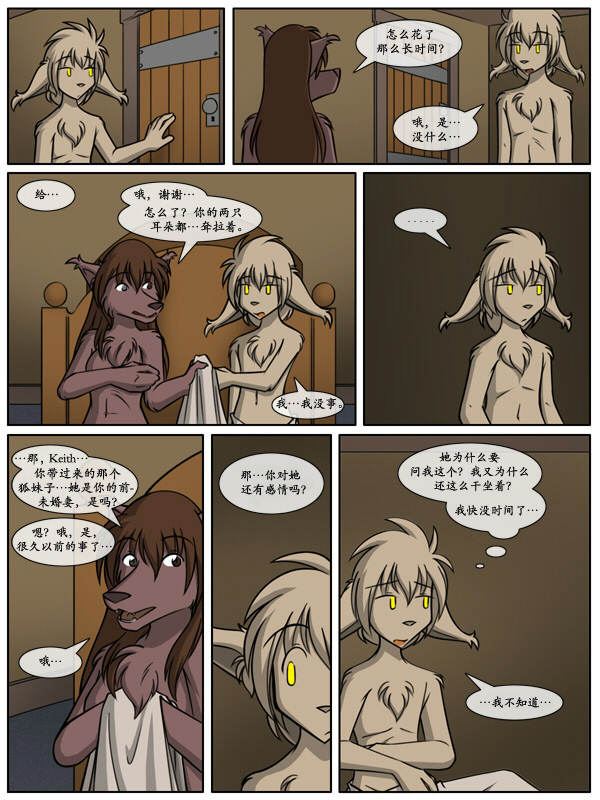 怎么花了
那么长时间？
哦，是…
没什么…
给…
哦，谢谢…
怎么了？你的两只
耳朵都…耷拉着。
我…我没事。
.....
…那，Keith…
你带过来的那个
狐妹子…她是你的前-
未婚妻，是吗？
嗯？哦，是，
很久以前的事了…
哦…
那…你对她
还有感情吗？
她为什么要
问我这个？我又为什么
还这么干坐着？
我快没时间了…
…我不知道…